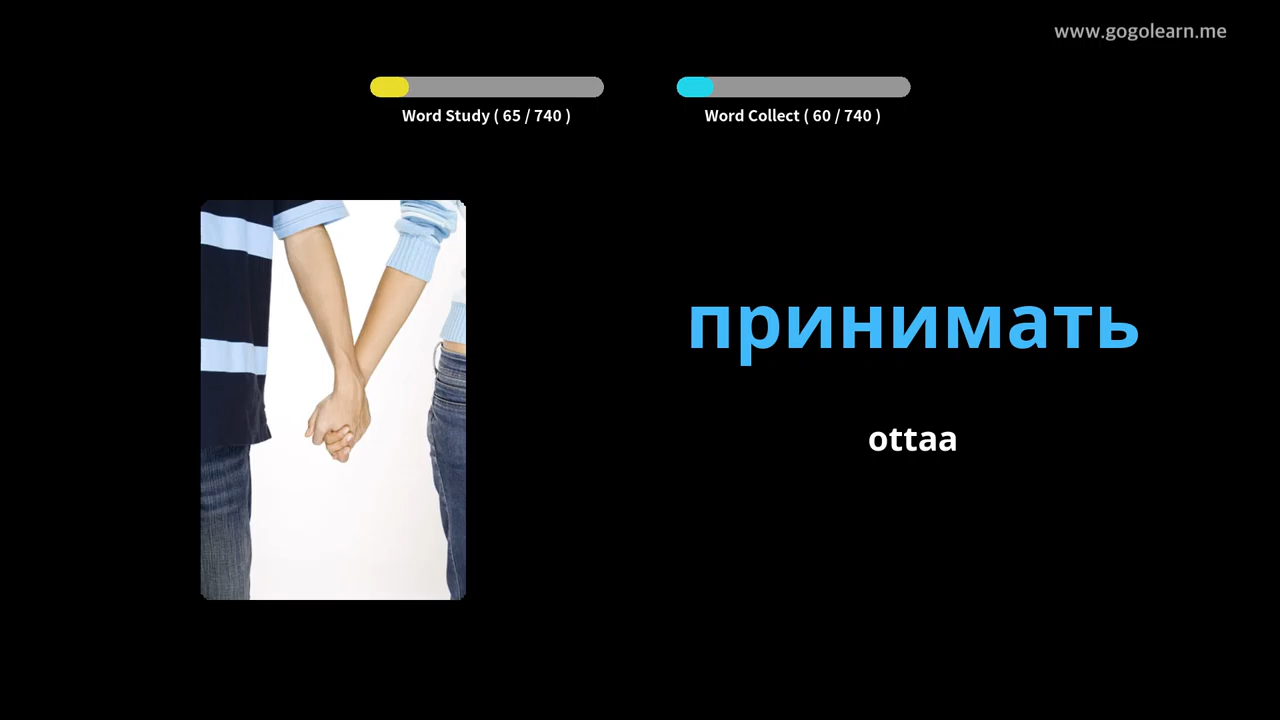 www.gogolearn.me
Word Study ( 65 / 740 )
Word Collect ( 60 / 740 )
принимать
ottaa